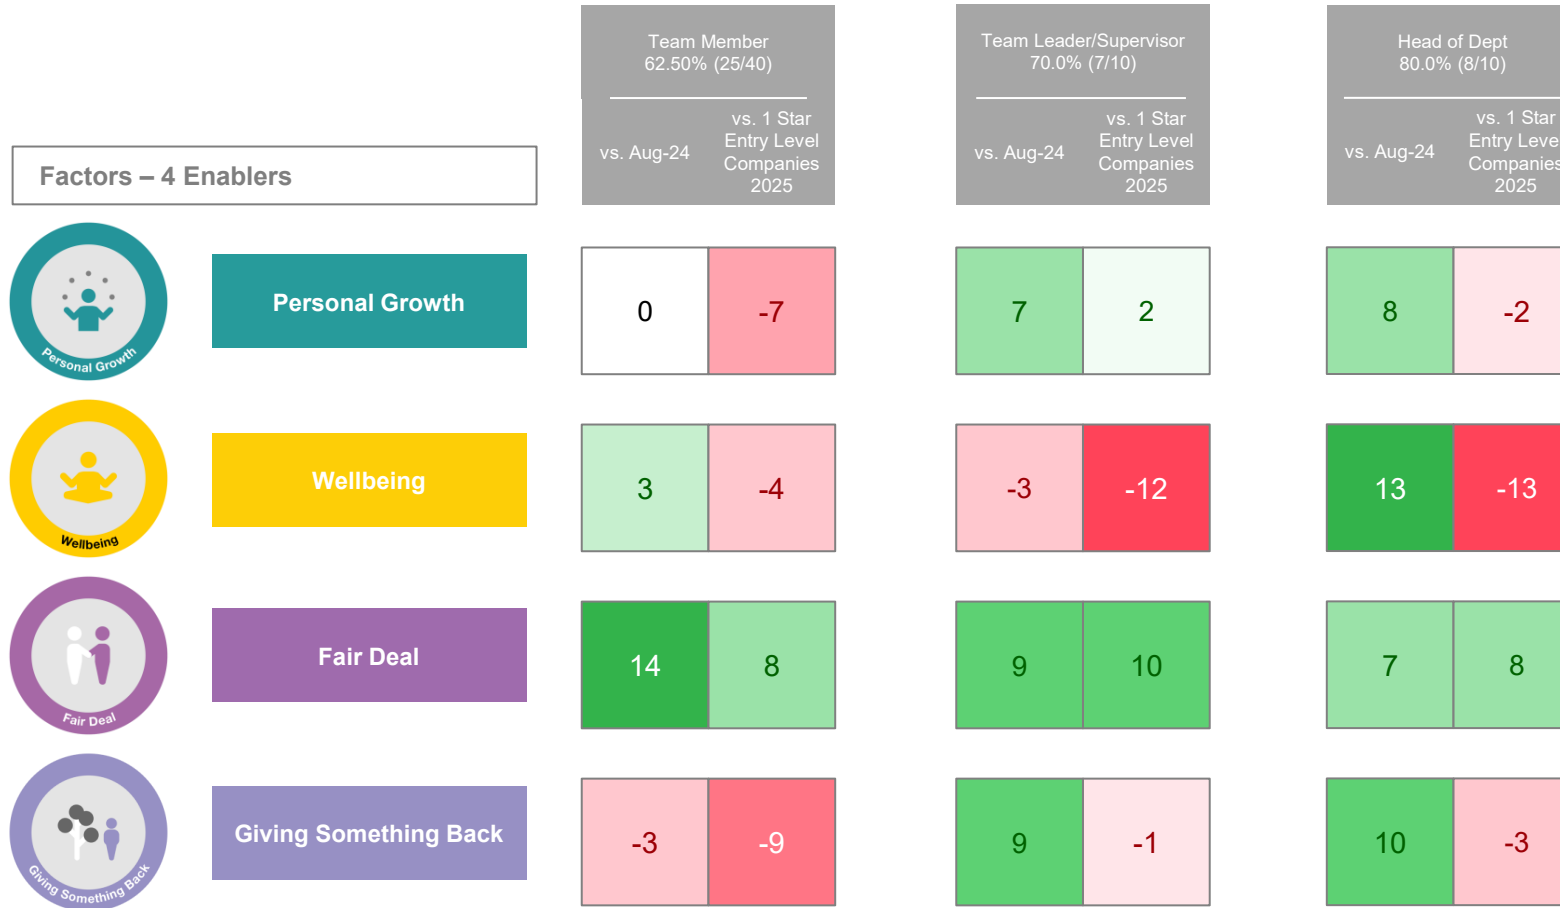 Team Member
62.50% (25/40)
Team Leader/Supervisor
70.0% (7/10)
Head of Dept
80.0% (8/10)
vs. Aug-24
vs. 1 Star
Entry Level
Companies
2025
vs. Aug-24
vs. 1 Star
Entry Level
Companies
2025
vs. Aug-24
vs. 1 Star
Entry Level
Companies
2025
Factors – 4 Enablers
Personal Growth
Personal Growth
0
-7
7
2
8
-2
Wellbeing
Wellbeing
3
-4
-3
-12
13
-13
Fair Deal
Fair Deal
14
8
9
10
7
8
Giving Something Back
Giving Something Back
-3
-9
9
-1
10
-3